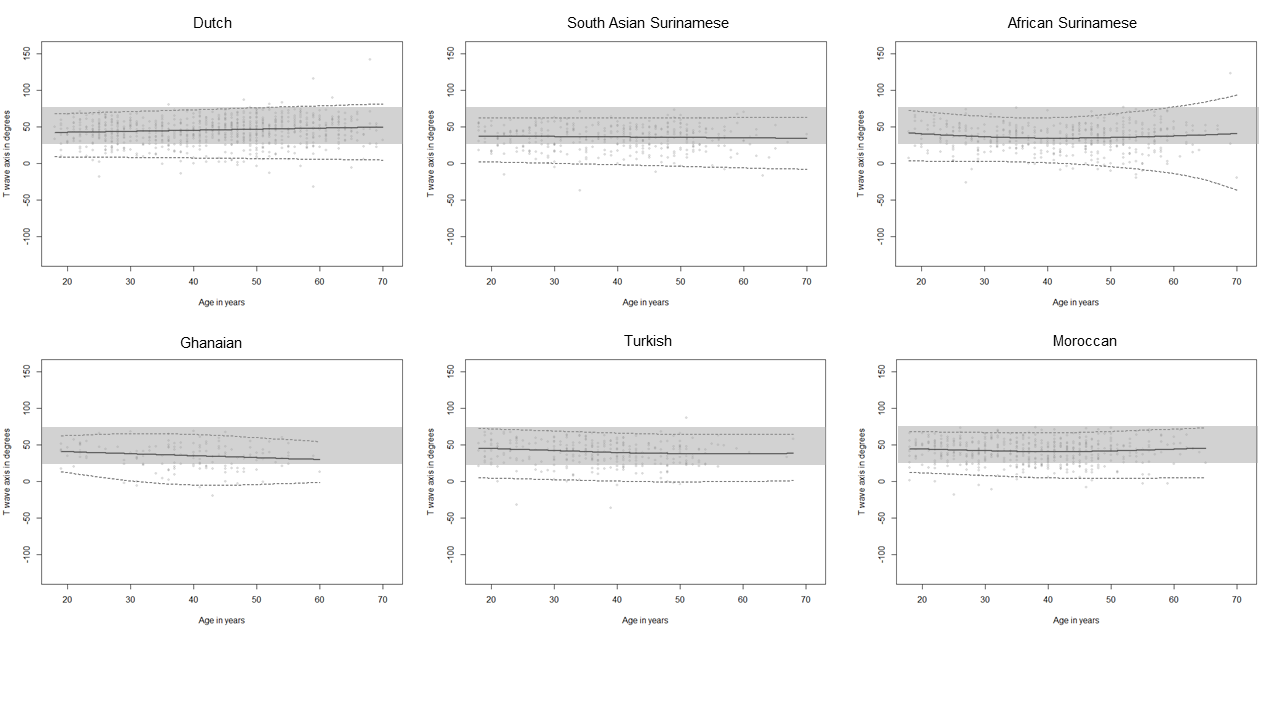 Dutch
South Asian Surinamese
African Surinamese
T wave axis in degrees
150
100
50
0
-50
-100
20 30 40 50 60 70
Age in years
T wave axis in degrees
150
100
50
0
-50
-100
20 30 40 50 60 70
Age in years
T wave axis in degrees
150
100
50
0
-50
-100
20 30 40 50 60 70
Age in years
Ghanaian
Turkish
Moroccan
T wave axis in degrees
150
100
50
0
-50
-100
20 30 40 50 60 70
Age in years
T wave axis in degrees
150
100
50
0
-50
-100
20 30 40 50 60 70
Age in years
T wave axis in degrees
150
100
50
0
-50
-100
20 30 40 50 60 70
Age in years